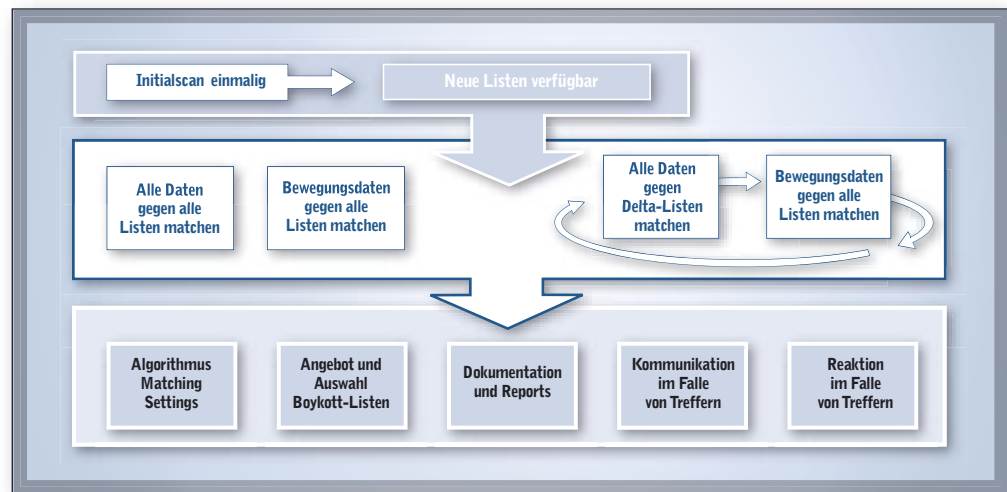 Initialscan einmalig
Neue Listen verfügbar
Alle Daten
gegen alle
Listen matchen
Bewegungsdaten
gegen alle
Listen matchen
Alle Daten
gegen
Delta-Listen
matchen
Bewegungsdaten
gegen alle
Listen matchen
Algorithmus
Matching
Settings
Angebot und
Auswahl
Boykott-Listen
Dokumentation
und Reports
Kommunikation
im Falle
von Treffern
Reaktion
im Falle
von Treffern